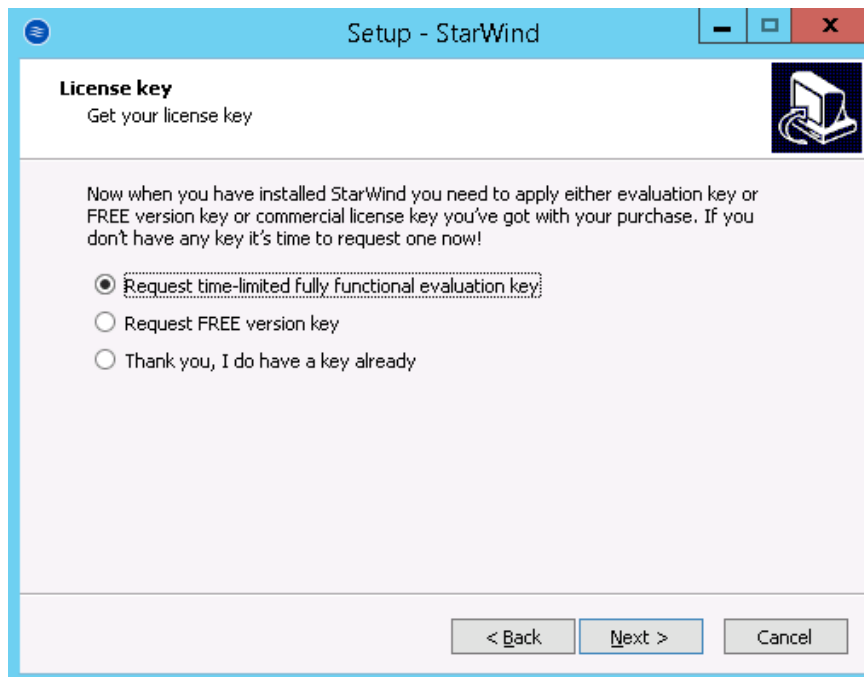 Setup - StarWind
License key
Get your license key
Now when you have installed StarWind you need to apply either evaluation key or
FREE version key or commercial license key you've got with your purchase. If you
don't have any key it's time to request one now!
Request time-limited fully functional evaluation key
Request FREE version key
Thank you, I do have a key already
< Back Next > Cancel